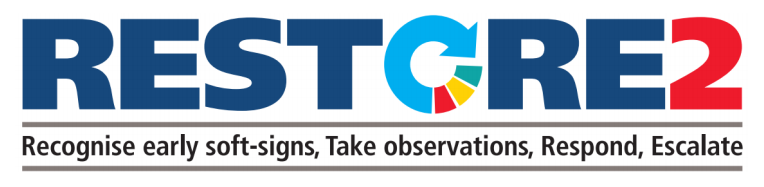 RESTORE2
Recognise early soft-signs, Take observations, Respond, Escalate